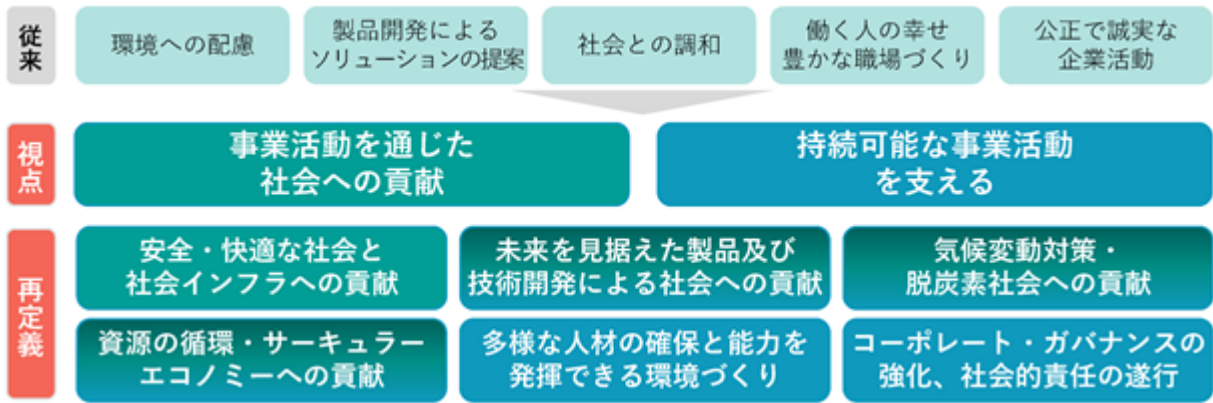 従来
環境への配慮
製品開発による
ソリューションの提案
社会との調和
働く人の幸せ
豊かな職場づくり
公正で誠実な
企業活動
視点
事業活動を通じた
社会への貢献
持続可能な事業活動
を支える
再定義
安全・快適な社会と
社会インフラへの貢献
未来を見据えた製品及び
技術開発による社会への貢献
気候変動対策・
脱炭素社会への貢献
資源の循環・サーキュラー
エコノミーへの貢献
多様な人材の確保と能力を
発揮できる環境づくり
コーポレート・ガバナンスの
強化、社会的責任の遂行